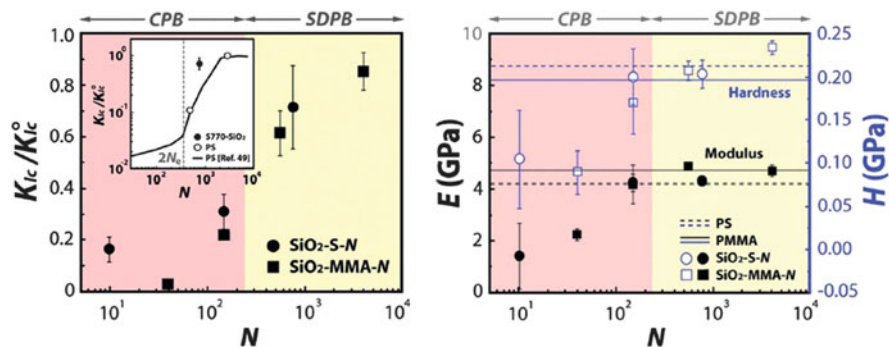 CPB SDPB
1.0
0.8
0.6
0.4
0.2
0
K_Ic/K°_Ic
10^1 10^2 10^3 10^4
N
10^0
10^-1
10^-2
K_Ic/K°_Ic
2N_e
S770-SiO₂
PS
PS [Ref. 49]
10^2 10^3 10^4
N
SiO₂-S-N
SiO₂-MMA-N
CPB SDPB
10
8
6
4
2
0
E (GPa)
Hardness
Modulus
PS
PMMA
SiO₂-S-N
SiO₂-MMA-N
0.25
0.20
0.15
0.10
0.05
0.00
-0.05
H (GPa)
10^1 10^2 10^3 10^4
N